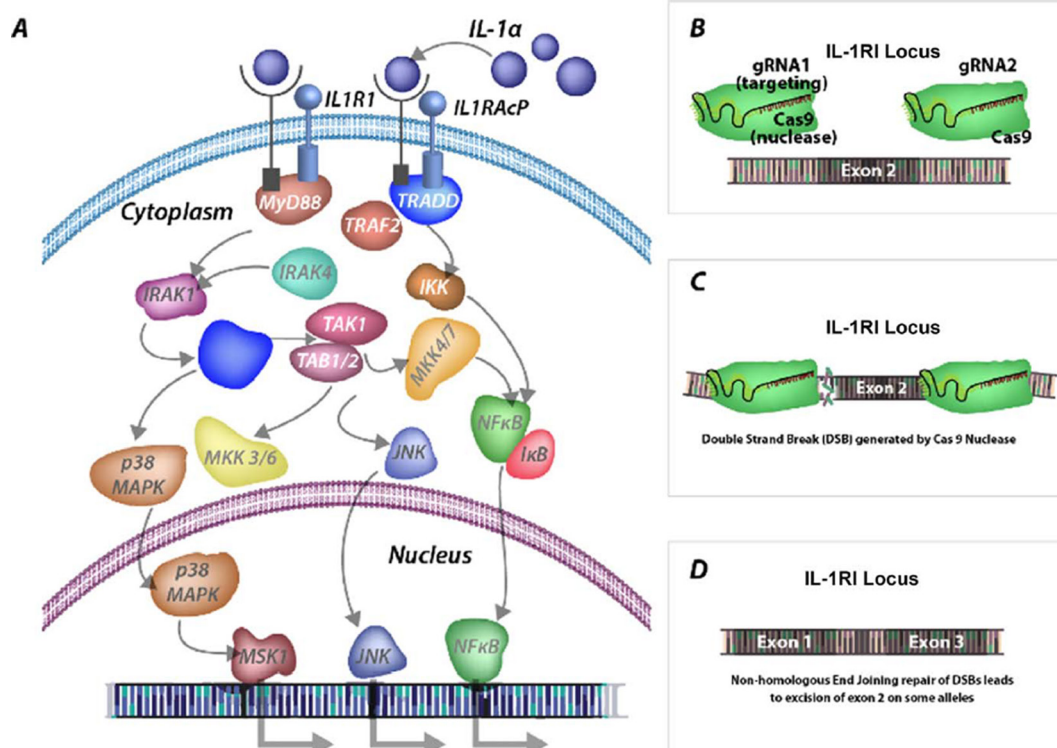 A
IL-1α
IL1R1
IL1RAcP
Cytoplasm
MyD88
TRADD
TRAF2
IRAK4
IRAK1
IKK
TAK1
TAB1/2
MKK4/7
NFκB
IκB
MKK 3/6
JNK
p38
MAPK
Nucleus
p38
MAPK
MSK1
JNK
NFκB
B
IL-1RI Locus
gRNA1
(targeting)
gRNA2
Cas9
(nuclease)
Cas9
Exon 2
C
IL-1RI Locus
Exon 2
Double Strand Break (DSB) generated by Cas 9 Nuclease
D
IL-1RI Locus
Exon 1
Exon 3
Non-homologous End Joining repair of DSBs leads
to excision of exon 2 on some alleles